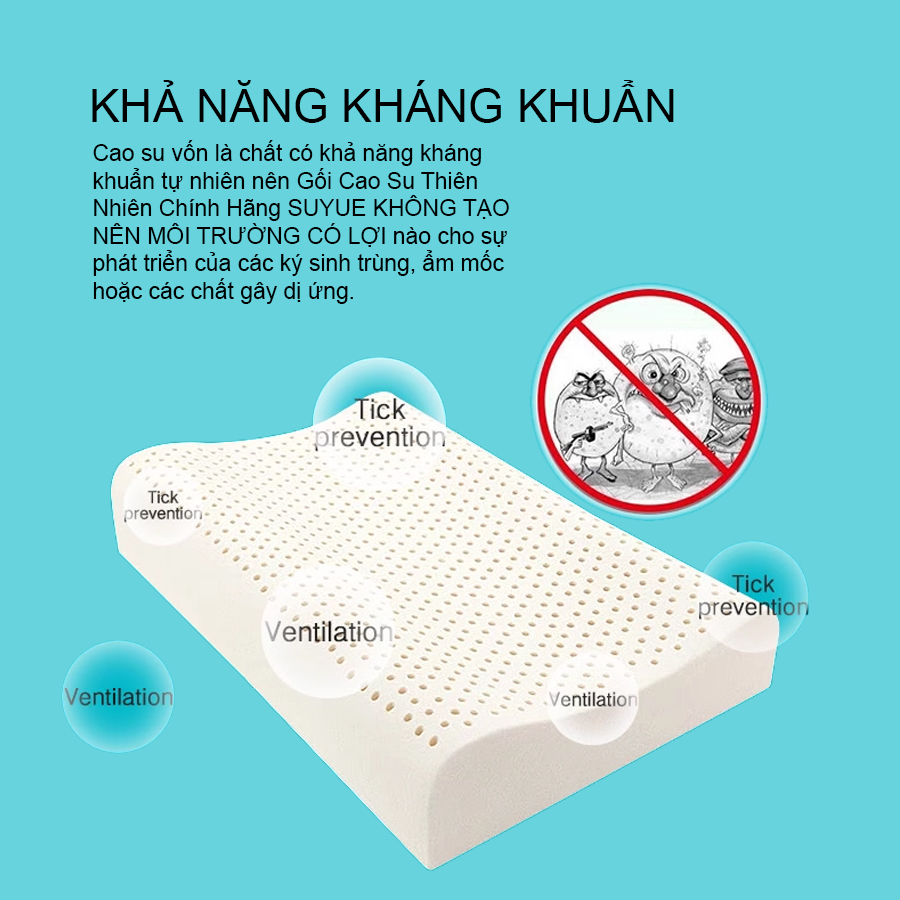 KHẢ NĂNG KHÁNG KHUẨN
Cao su vốn là chất có khả năng kháng
khuẩn tự nhiên nên Gối Cao Su Thiên
Nhiên Chính Hãng SUYUE KHÔNG TẠO
NÊN MÔI TRƯỜNG CÓ LỢI nào cho sự
phát triển của các ký sinh trùng, ẩm mốc
hoặc các chất gây dị ứng.
Tick
prevention
Tick
prevention
Tick
prevention
Ventilation
Ventilation
Ventilation